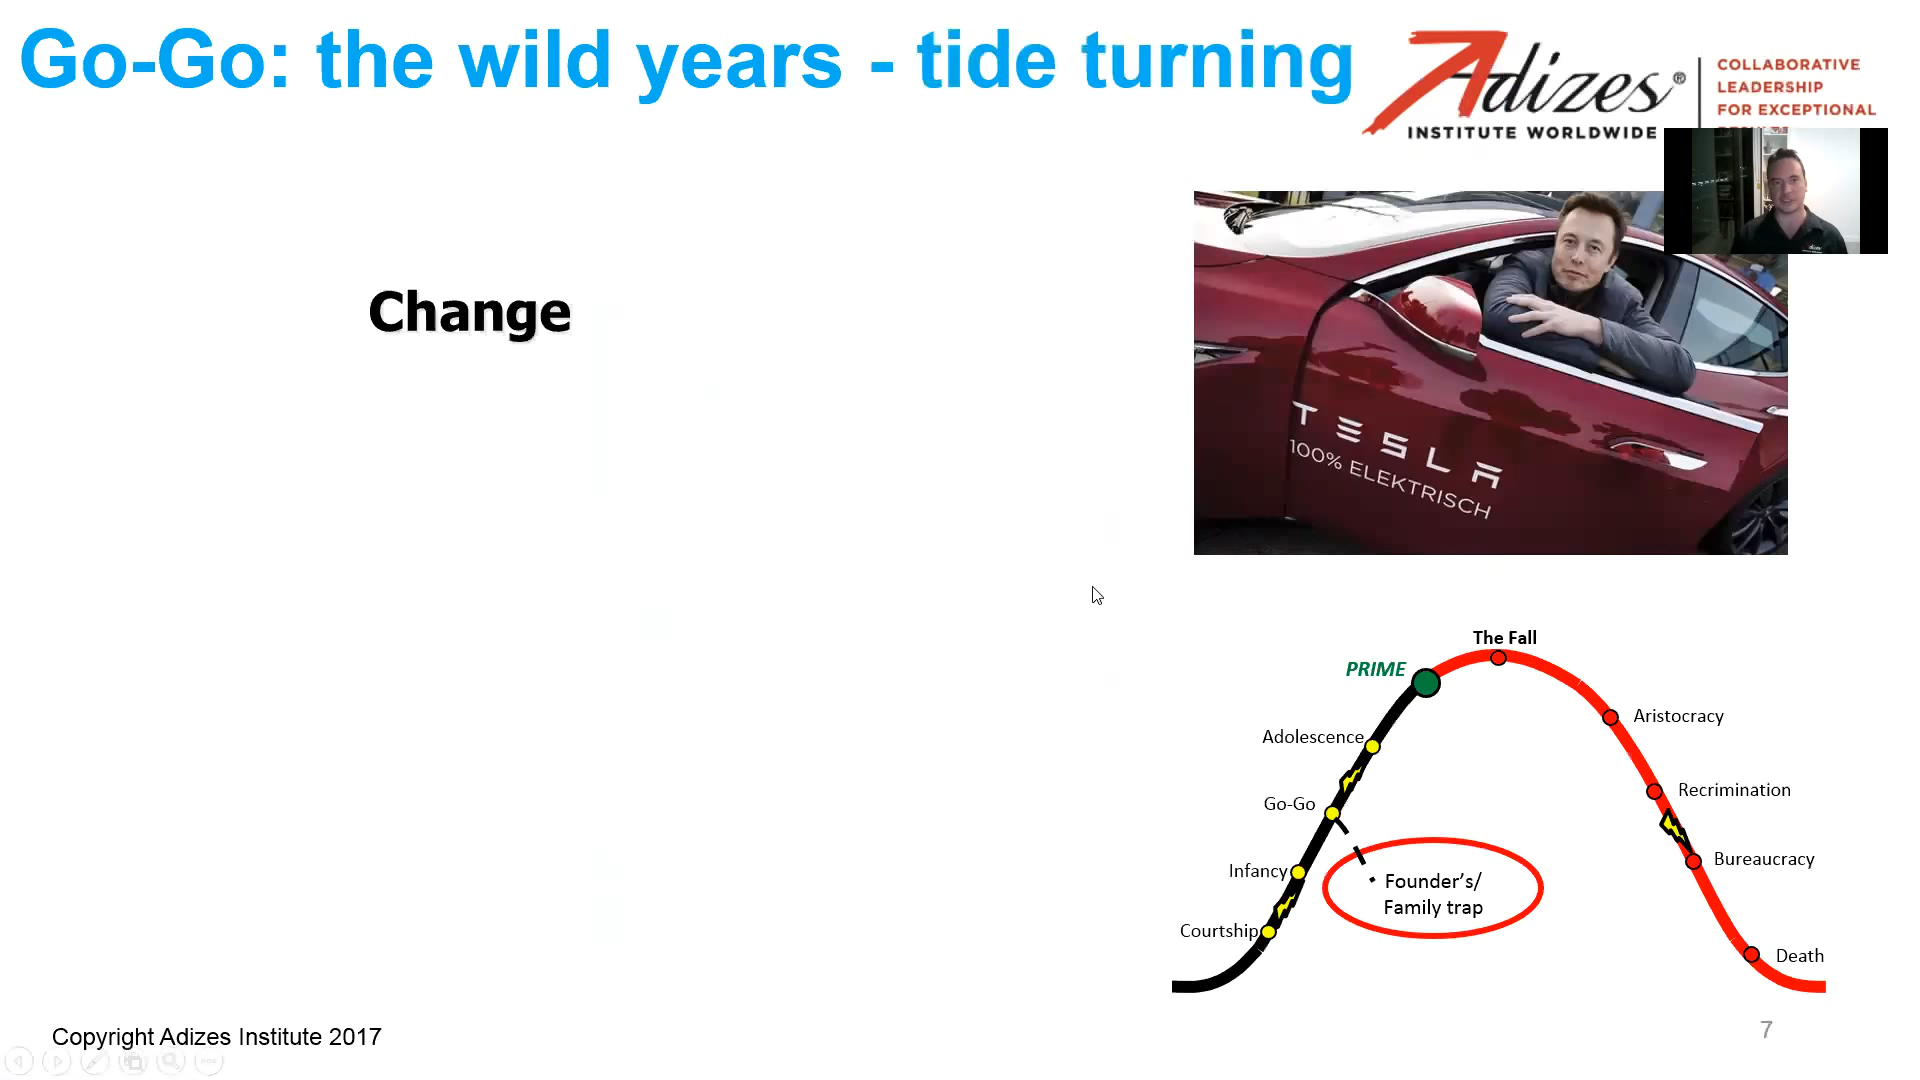 Go-Go: the wild years - tide turning
Adizes®
INSTITUTE WORLDWIDE
COLLABORATIVE
LEADERSHIP
FOR EXCEPTIONAL
Change
TESLA
100% ELEKTRISCH
The Fall
PRIME
Aristocracy
Adolescence
Recrimination
Go-Go
Bureaucracy
Infancy
Founder's/
Family trap
Courtship
Death
Copyright Adizes Institute 2017
7